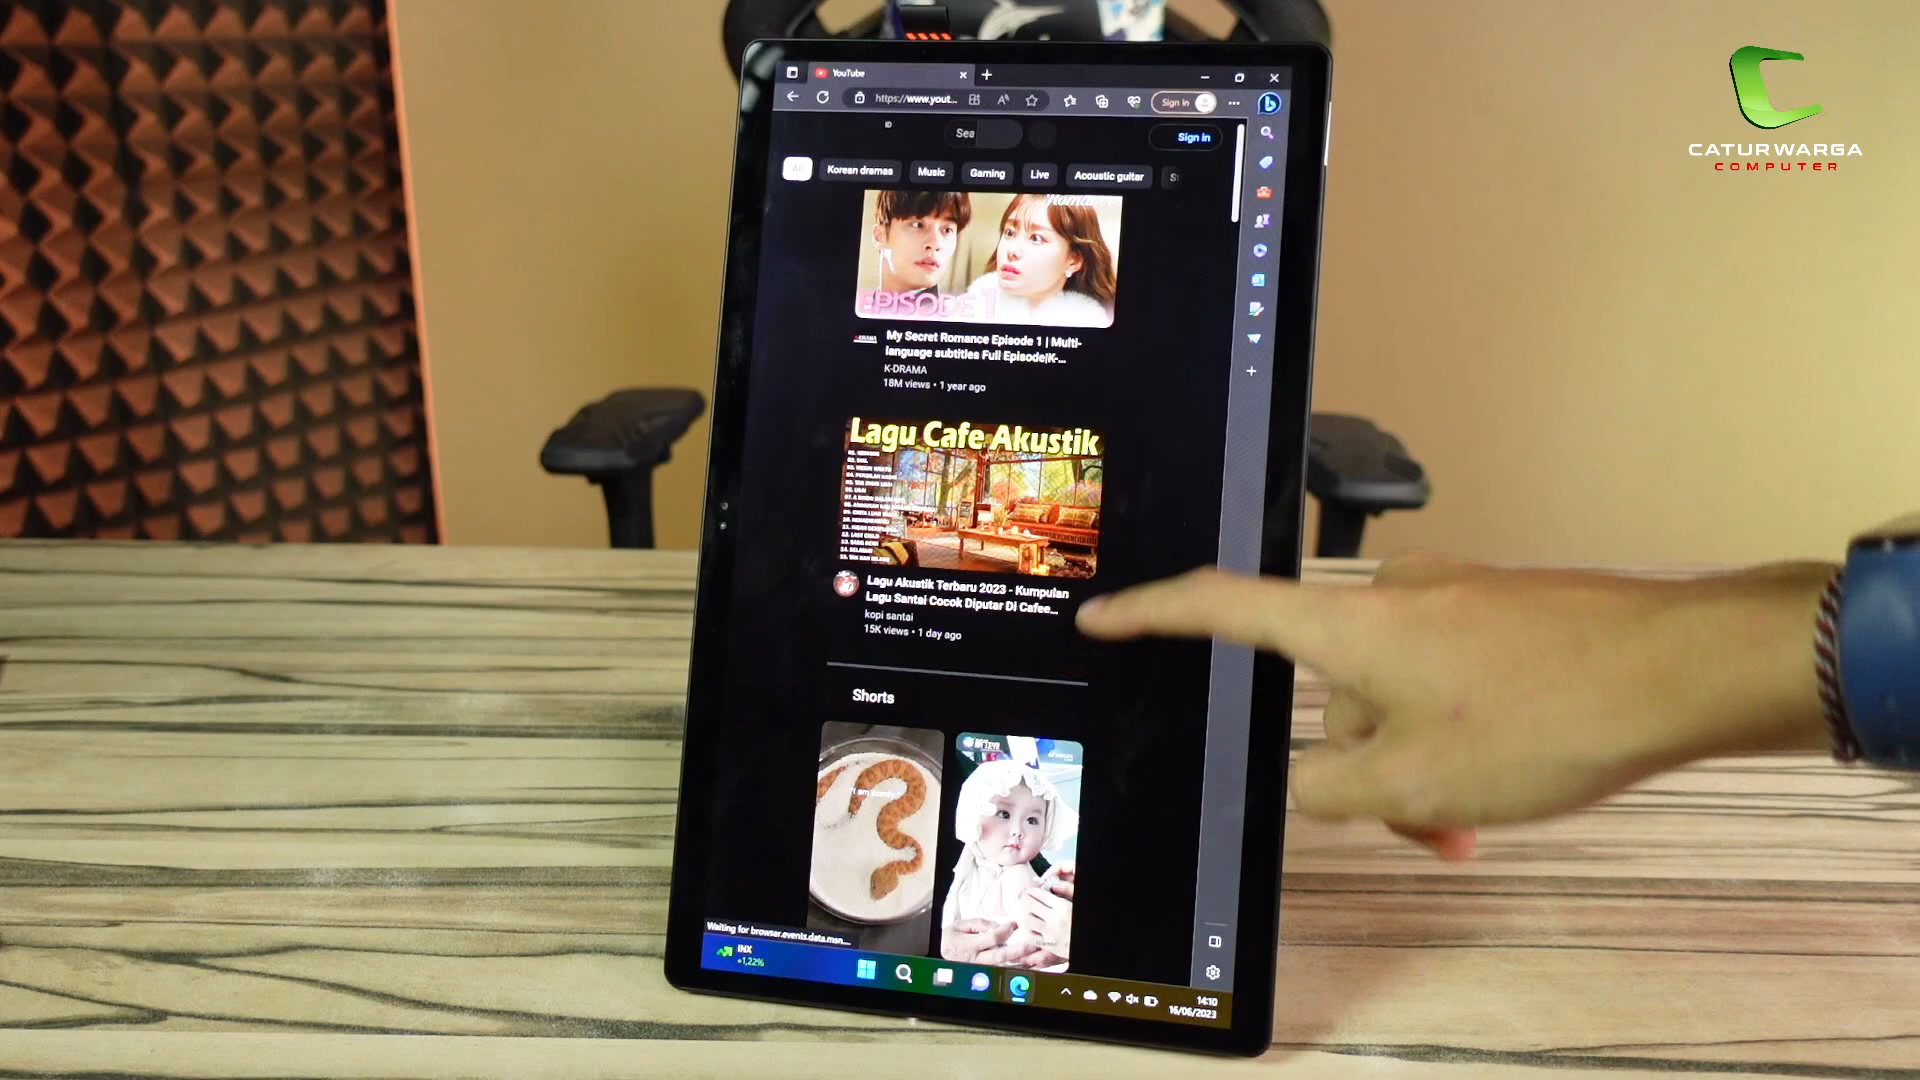 YouTube
https://www.yout...
Sign in
CATURWARGA
COMPUTER
ID
Sea
Sign in
All
Korean dramas
Music
Gaming
Live
Acoustic guitar
Romance
EPISODE 1
My Secret Romance Episode 1 | Multi-
language subtitles Full Episode|K-...
K-DRAMA
18M views • 1 year ago
Lagu Cafe Akustik
Lagu Akustik Terbaru 2023 - Kumpulan
Lagu Santai Cocok Diputar Di Cafee...
kopi santai
15K views • 1 day ago
Shorts
Waiting for browser.events.data.msn....
INX
+1,22%
14:10
16/06/2023